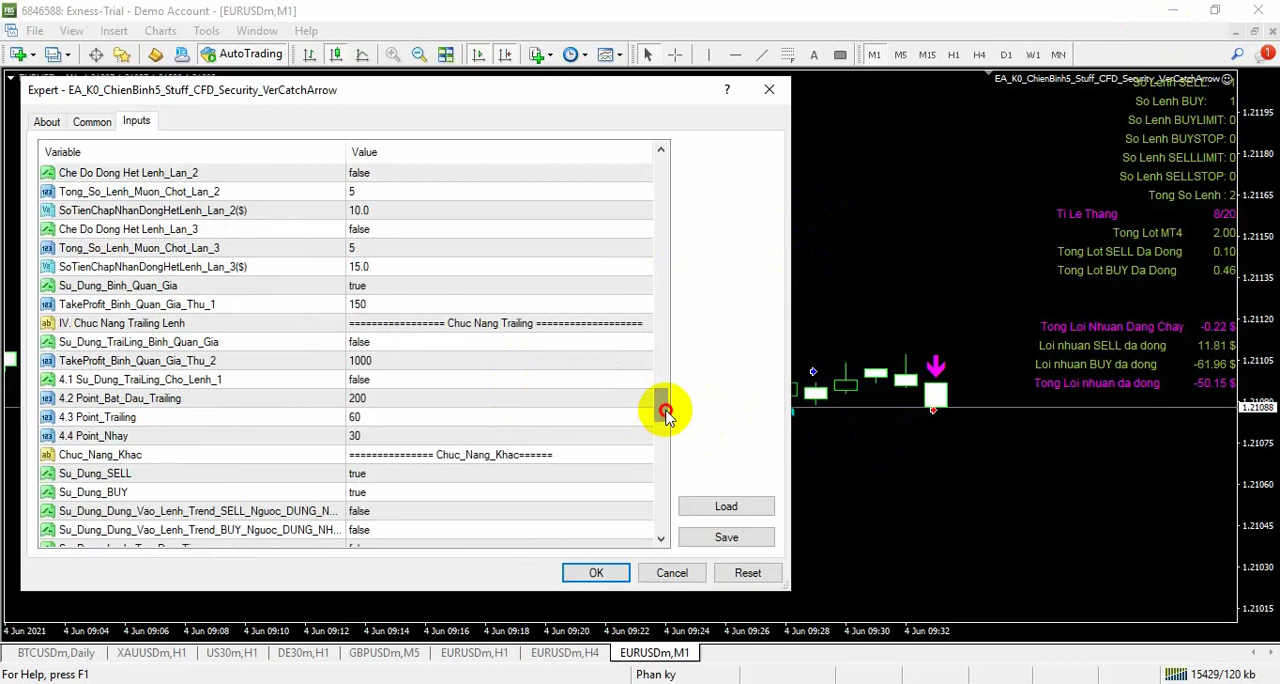 6846588: Exness-Trial - Demo Account - [EURUSDm,M1]
File View Insert Charts Tools Window Help
AutoTrading
M1 M5 M15 H1 H4 D1 W1 MN
1
Expert - EA_K0_ChienBinh5_Stuff_CFD_Security_VerCatchArrow
?
About Common Inputs
Variable Value
Che Do Dong Het Lenh_Lan_2 false
Tong_So_Lenh_Muon_Chot_Lan_2 5
SoTienChapNhanDongHetLenh_Lan_2($) 10.0
Che Do Dong Het Lenh_Lan_3 false
Tong_So_Lenh_Muon_Chot_Lan_3 5
SoTienChapNhanDongHetLenh_Lan_3($) 15.0
Su_Dung_Binh_Quan_Gia true
TakeProfit_Binh_Quan_Gia_Thu_1 150
IV. Chuc Nang Trailing Lenh ================ Chuc Nang Trailing ===================
Su_Dung_TraiLing_Binh_Quan_Gia false
TakeProfit_Binh_Quan_Gia_Thu_2 1000
4.1 Su_Dung_TraiLing_Cho_Lenh_1 false
4.2 Point_Bat_Dau_Trailing 200
4.3 Point_Trailing 60
4.4 Point_Nhay 30
Chuc_Nang_Khac =============== Chuc_Nang_Khac======
Su_Dung_SELL true
Su_Dung_BUY true
Su_Dung_Dung_Vao_Lenh_Trend_SELL_Nguoc_DUNG_N... false
Su_Dung_Dung_Vao_Lenh_Trend_BUY_Nguoc_DUNG_NH... false
Load
Save
OK Cancel Reset
EA_K0_ChienBinh5_Stuff_CFD_Security_VerCatchArrow
So Lenh SELL: 1
So Lenh BUY: 1
So Lenh BUYLIMIT: 0
So Lenh BUYSTOP: 0
So Lenh SELLLIMIT: 0
So Lenh SELLSTOP: 0
Tong So Lenh : 2
Ti Le Thang 8/20
Tong Lot MT4 2.00
Tong Lot SELL Da Dong 0.10
Tong Lot BUY Da Dong 0.46
Tong Loi Nhuan Dang Chay -0.22 $
Loi nhuan SELL da dong 11.81 $
Loi nhuan BUY da dong -61.96 $
Tong Loi nhuan da dong -50.15 $
1.21195
1.21180
1.21165
1.21150
1.21135
1.21120
1.21105
1.21088
1.21075
1.21060
1.21045
1.21030
1.21015
4 Jun 2021 4 Jun 09:04 4 Jun 09:06 4 Jun 09:08 4 Jun 09:10 4 Jun 09:12 4 Jun 09:14 4 Jun 09:16 4 Jun 09:18 4 Jun 09:20 4 Jun 09:22 4 Jun 09:24 4 Jun 09:26 4 Jun 09:28 4 Jun 09:30 4 Jun 09:32
BTCUSDm,Daily XAUUSDm,H1 US30m,H1 DE30m,H1 GBPUSDm,M5 EURUSDm,H1 EURUSDm,H4 EURUSDm,M1
For Help, press F1 Phan ky 15429/120 kb